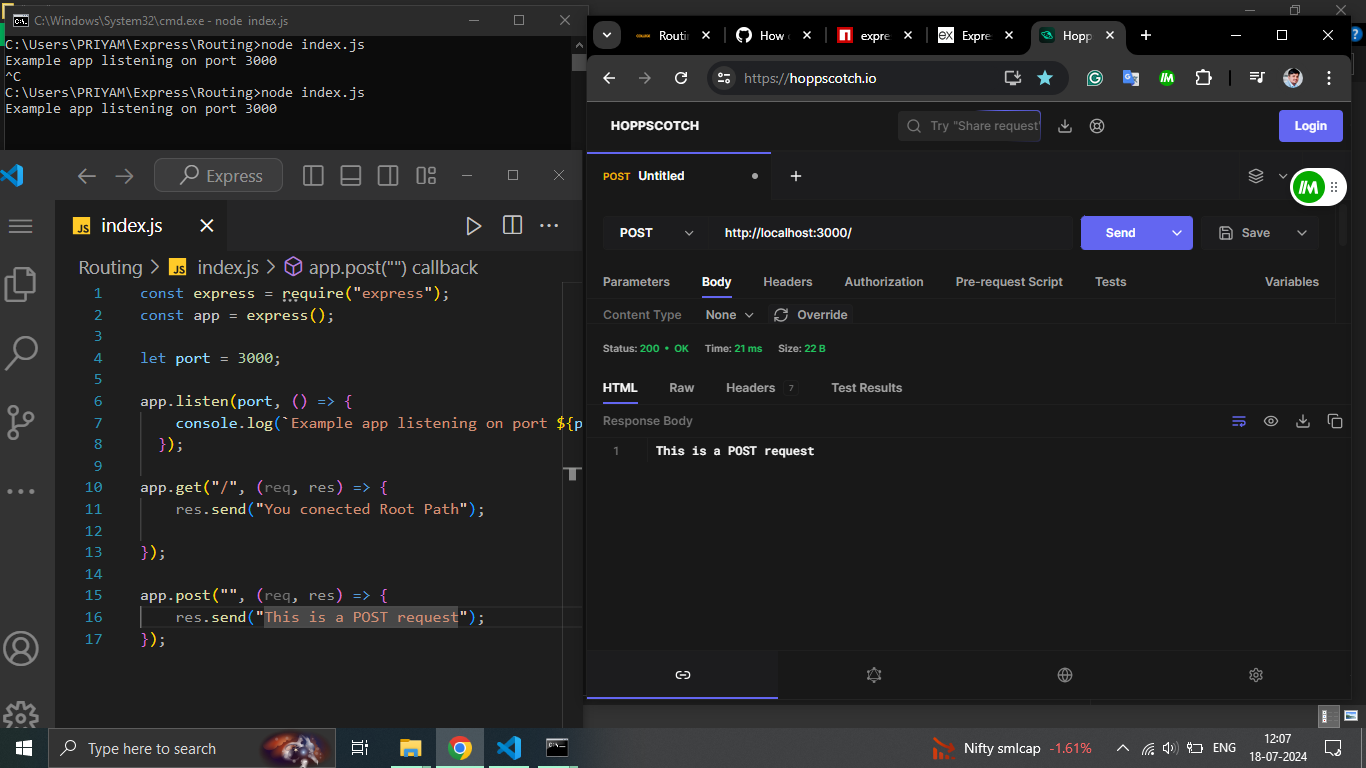 C:\Windows\System32\cmd.exe - node  index.js
C:\Users\PRIYAM\Express\Routing>node index.js
Example app listening on port 3000
^C
C:\Users\PRIYAM\Express\Routing>node index.js
Example app listening on port 3000
Express
index.js
Routing > JS index.js > app.post("") callback
1 const express = require("express");
2 const app = express();
3
4 let port = 3000;
5
6 app.listen(port, () => {
7 console.log(`Example app listening on port ${p
8 });
9
10 app.get("/", (req, res) => {
11 res.send("You conected Root Path");
12
13 });
14
15 app.post("", (req, res) => {
16 res.send("This is a POST request");
17 });
Routi
How
expre
Expre
Hopp
https://hoppscotch.io
HOPPSCOTCH
Try "Share request"
Login
POST Untitled
POST
http://localhost:3000/
Send
Save
Parameters
Body
Headers
Authorization
Pre-request Script
Tests
Variables
Content Type
None
Override
Status: 200 • OK
Time: 21 ms
Size: 22 B
HTML
Raw
Headers 7
Test Results
Response Body
1 This is a POST request
Type here to search
Nifty smlcap -1.61%
ENG
12:07
18-07-2024